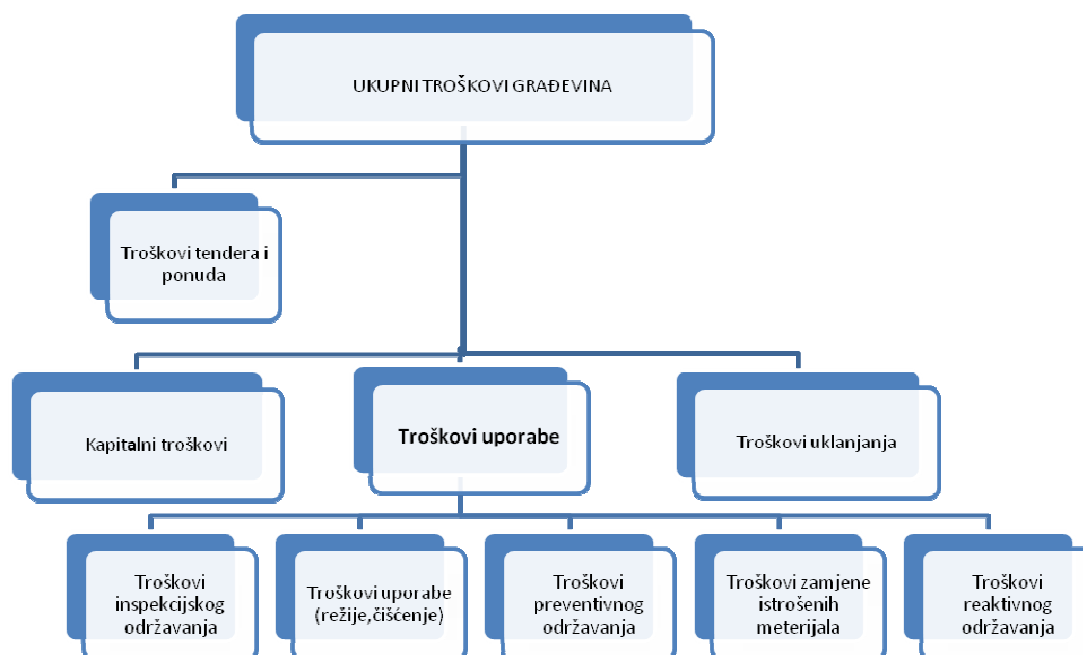 UKUPNI TROŠKOVI GRAĐEVINA
Troškovi tendera i
ponuda
Kapitalni troškovi
Troškovi uporabe
Troškovi uklanjanja
Troškovi
inspekcijskog
održavanja
Troškovi uporabe
(režije,čišćenje)
Troškovi
preventivnog
održavanja
Troškovi zamjene
istrošenih
meterijala
Troškovi
reaktivnog
održavanja